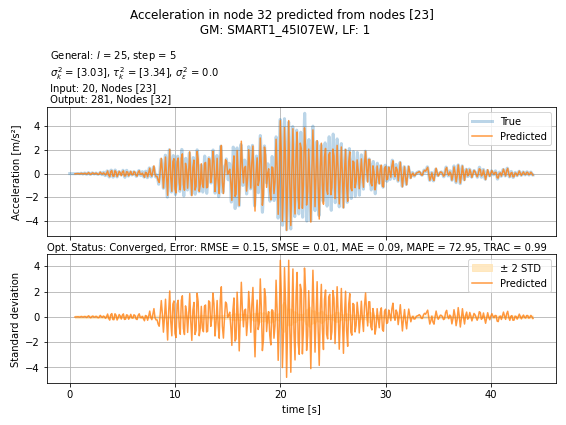 Acceleration in node 32 predicted from nodes [23]
GM: SMART1_45I07EW, LF: 1
General: l = 25, step = 5
σ²ₖ = [3.03], τ²ₖ = [3.34], σ²ε = 0.0
Input: 20, Nodes [23]
Output: 281, Nodes [32]
True
Predicted
Acceleration [m/s²]
4
2
0
−2
−4
Opt. Status: Converged, Error: RMSE = 0.15, SMSE = 0.01, MAE = 0.09, MAPE = 72.95, TRAC = 0.99
± 2 STD
Predicted
Standard deviation
4
2
0
−2
−4
0 10 20 30 40
time [s]